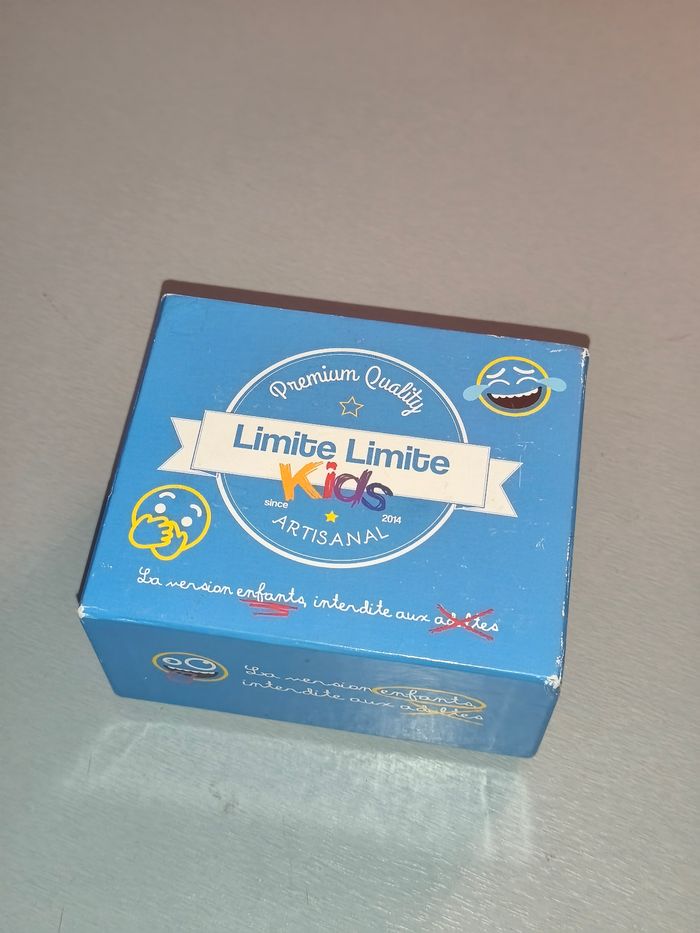 Premium Quality
Limite Limite
Kids
since 2014
ARTISANAL
La version enfants, interdite aux adultes
La version enfants,
interdite aux adultes